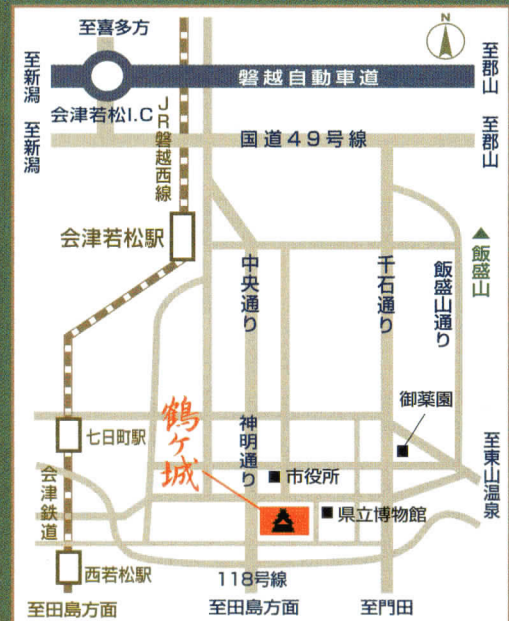 至喜多方
N
至新潟
磐越自動車道
至郡山
会津若松I.C
JR磐越西線
至新潟
国道49号線
至郡山
会津若松駅
中央通り
千石通り
飯盛山通り
▲飯盛山
鶴ヶ城
神明通り
御薬園
七日町駅
市役所
至東山温泉
会津鉄道
県立博物館
西若松駅
118号線
至田島方面
至田島方面
至門田